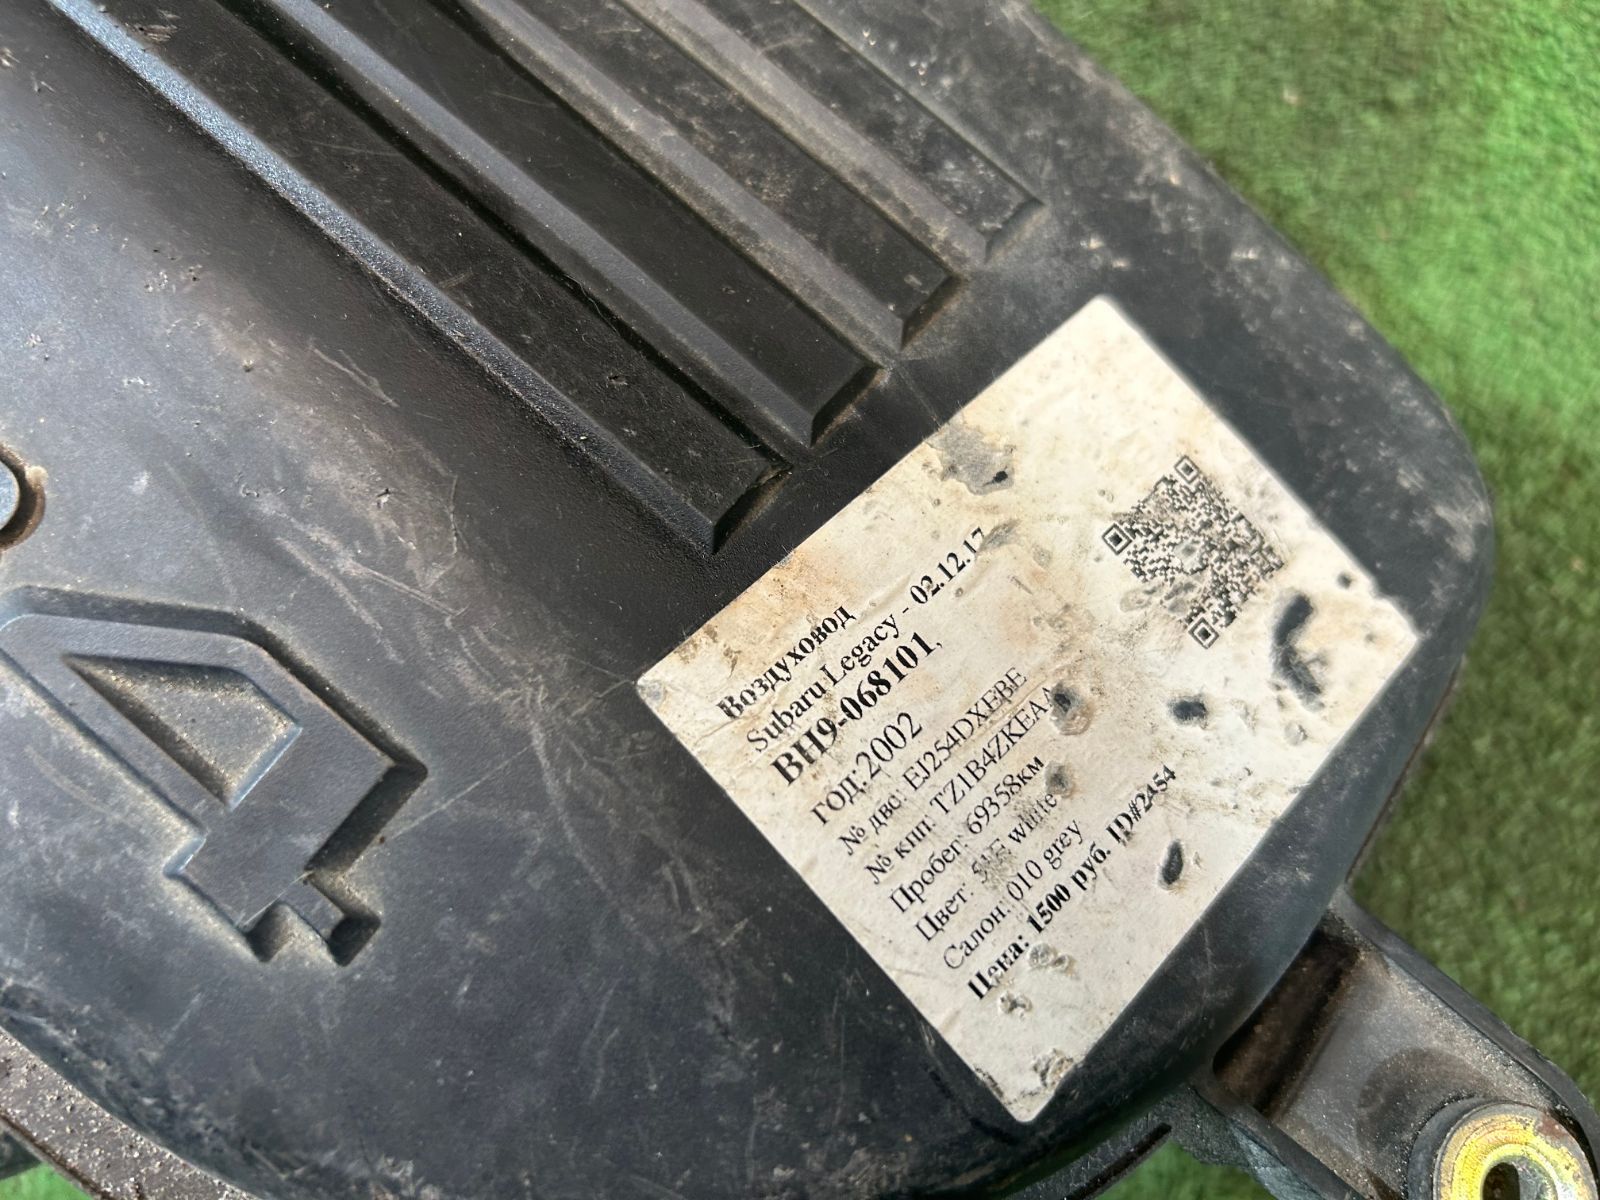 Воздуховод
Subaru Legacy - 02.12.17
BH9-068101,
год:2002
№ двс: EJ254DXEBE
№ кпп: TZ1B4ZKEAA
Пробег: 69358км
Цвет: white
Салон: 010 grey
Цена: 1500 руб. ID#2454
4